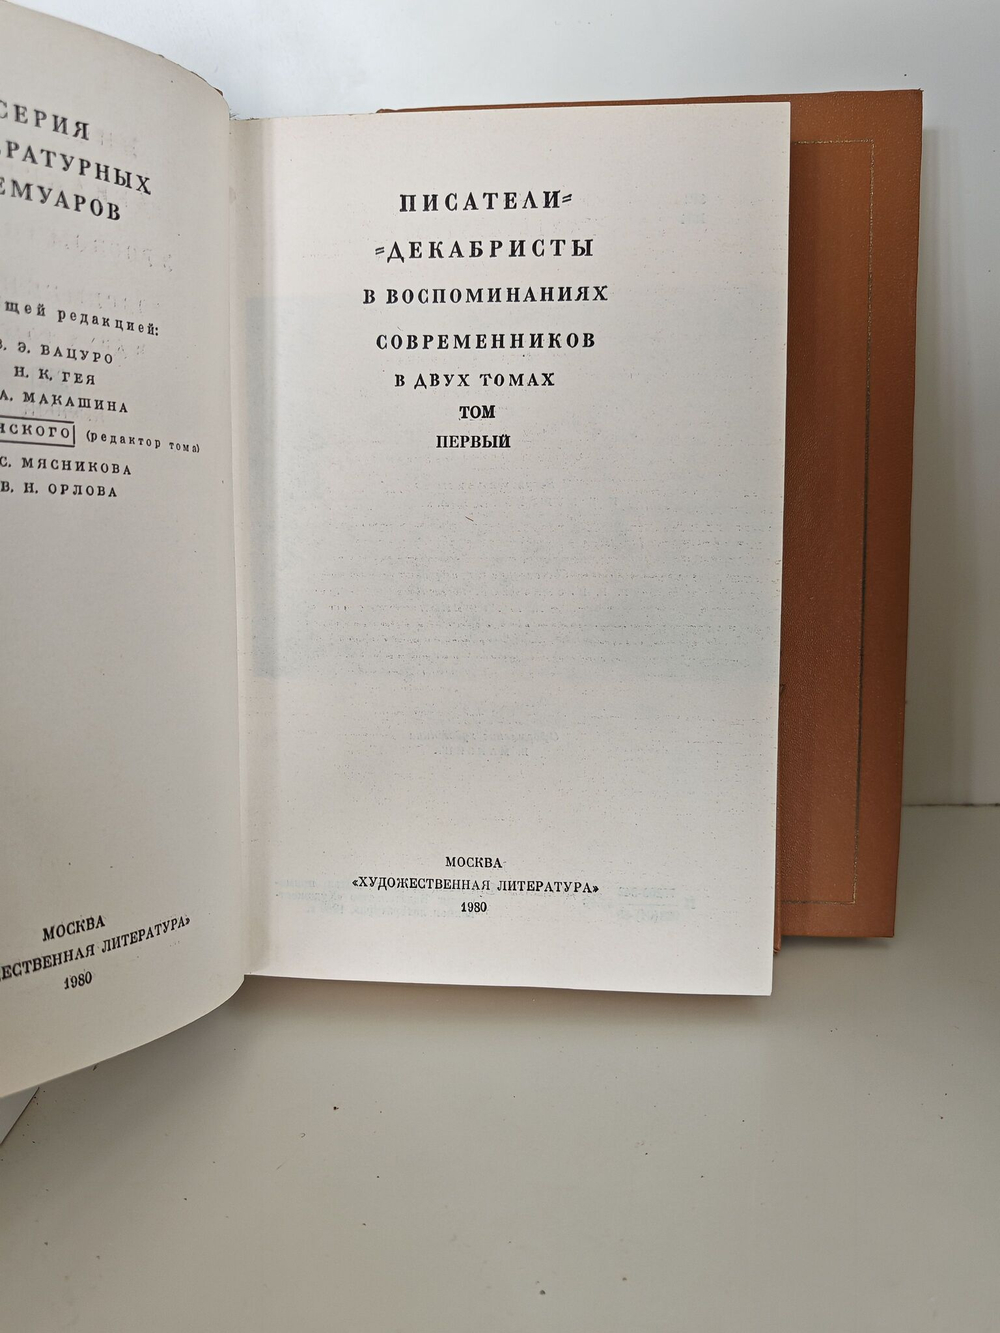 СЕРИЯ
РАТУРНЫХ
ЕМУАРОВ
щей редакцией:
Э. ВАЦУРО
Н. К. ГЕЯ
А. МАКАШИНА
НСКОГО (редактор тома)
С. МЯСНИКОВА
В. Н. ОРЛОВА
МОСКВА
ЕСТВЕННАЯ ЛИТЕРАТУРА»
1980
ПИСАТЕЛИ=
=ДЕКАБРИСТЫ
В ВОСПОМИНАНИЯХ
СОВРЕМЕННИКОВ
В ДВУХ ТОМАХ
ТОМ
ПЕРВЫЙ
МОСКВА
«ХУДОЖЕСТВЕННАЯ ЛИТЕРАТУРА»
1980